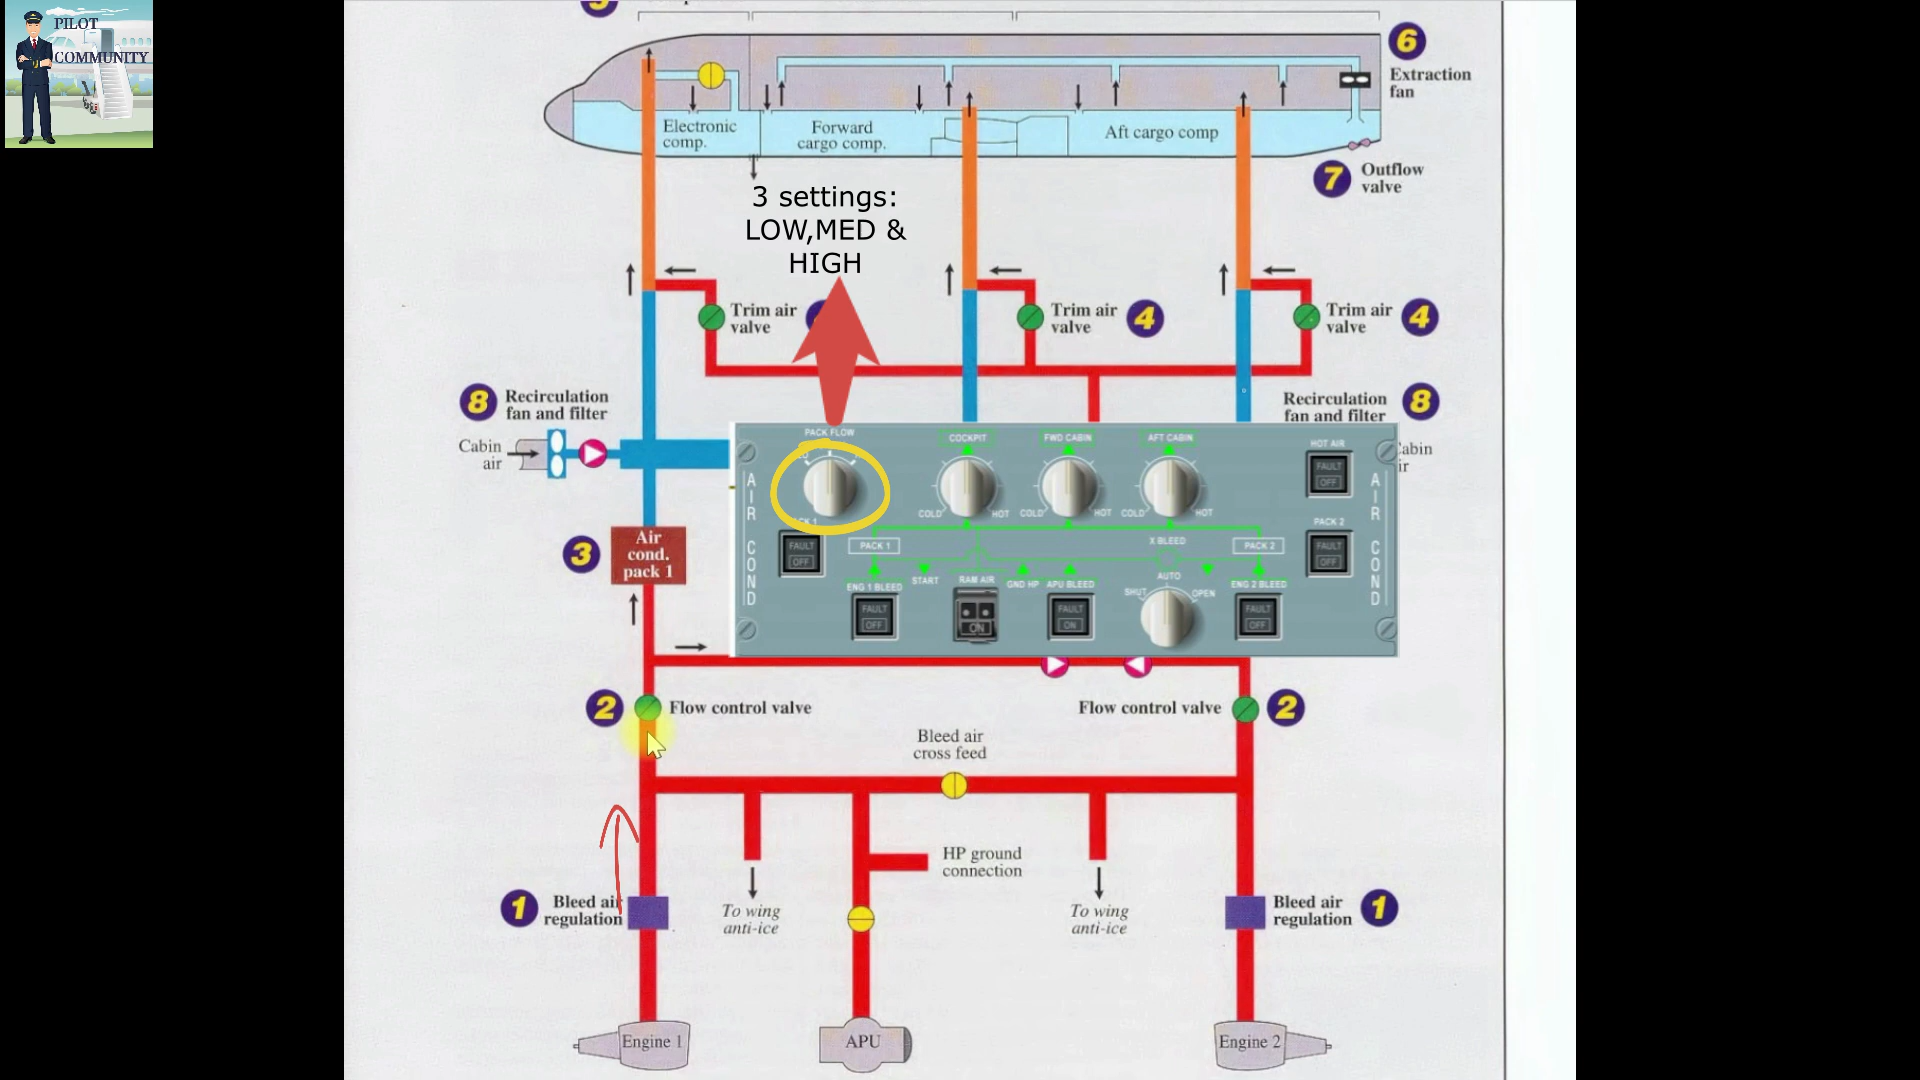 PILOT
COMMUNITY
6
Extraction
fan
Electronic
comp.
Forward
cargo comp.
Aft cargo comp
7
Outflow
valve
3 settings:
LOW,MED &
HIGH
Trim air
valve
Trim air
valve
4
Trim air
valve
4
8
Recirculation
fan and filter
Cabin
air
Recirculation
fan and filter
8
PACK FLOW
COCKPIT
FWD CABIN
AFT CABIN
HOT AIR
FAULT
OFF
AIR COND
COLD
HOT
COLD
HOT
COLD
HOT
AIR COND
PACK 2
FAULT
OFF
FAULT
OFF
PACK 1
X BLEED
PACK 2
ENG 1 BLEED
START
RAM AIR
GND HP
APU BLEED
AUTO
SHUT
OPEN
ENG 2 BLEED
FAULT
OFF
ON
FAULT
ON
FAULT
OFF
3
Air
cond.
pack 1
2
Flow control valve
Flow control valve
2
Bleed air
cross feed
HP ground
connection
1
Bleed air
regulation
To wing
anti-ice
To wing
anti-ice
Bleed air
regulation
1
Engine 1
APU
Engine 2